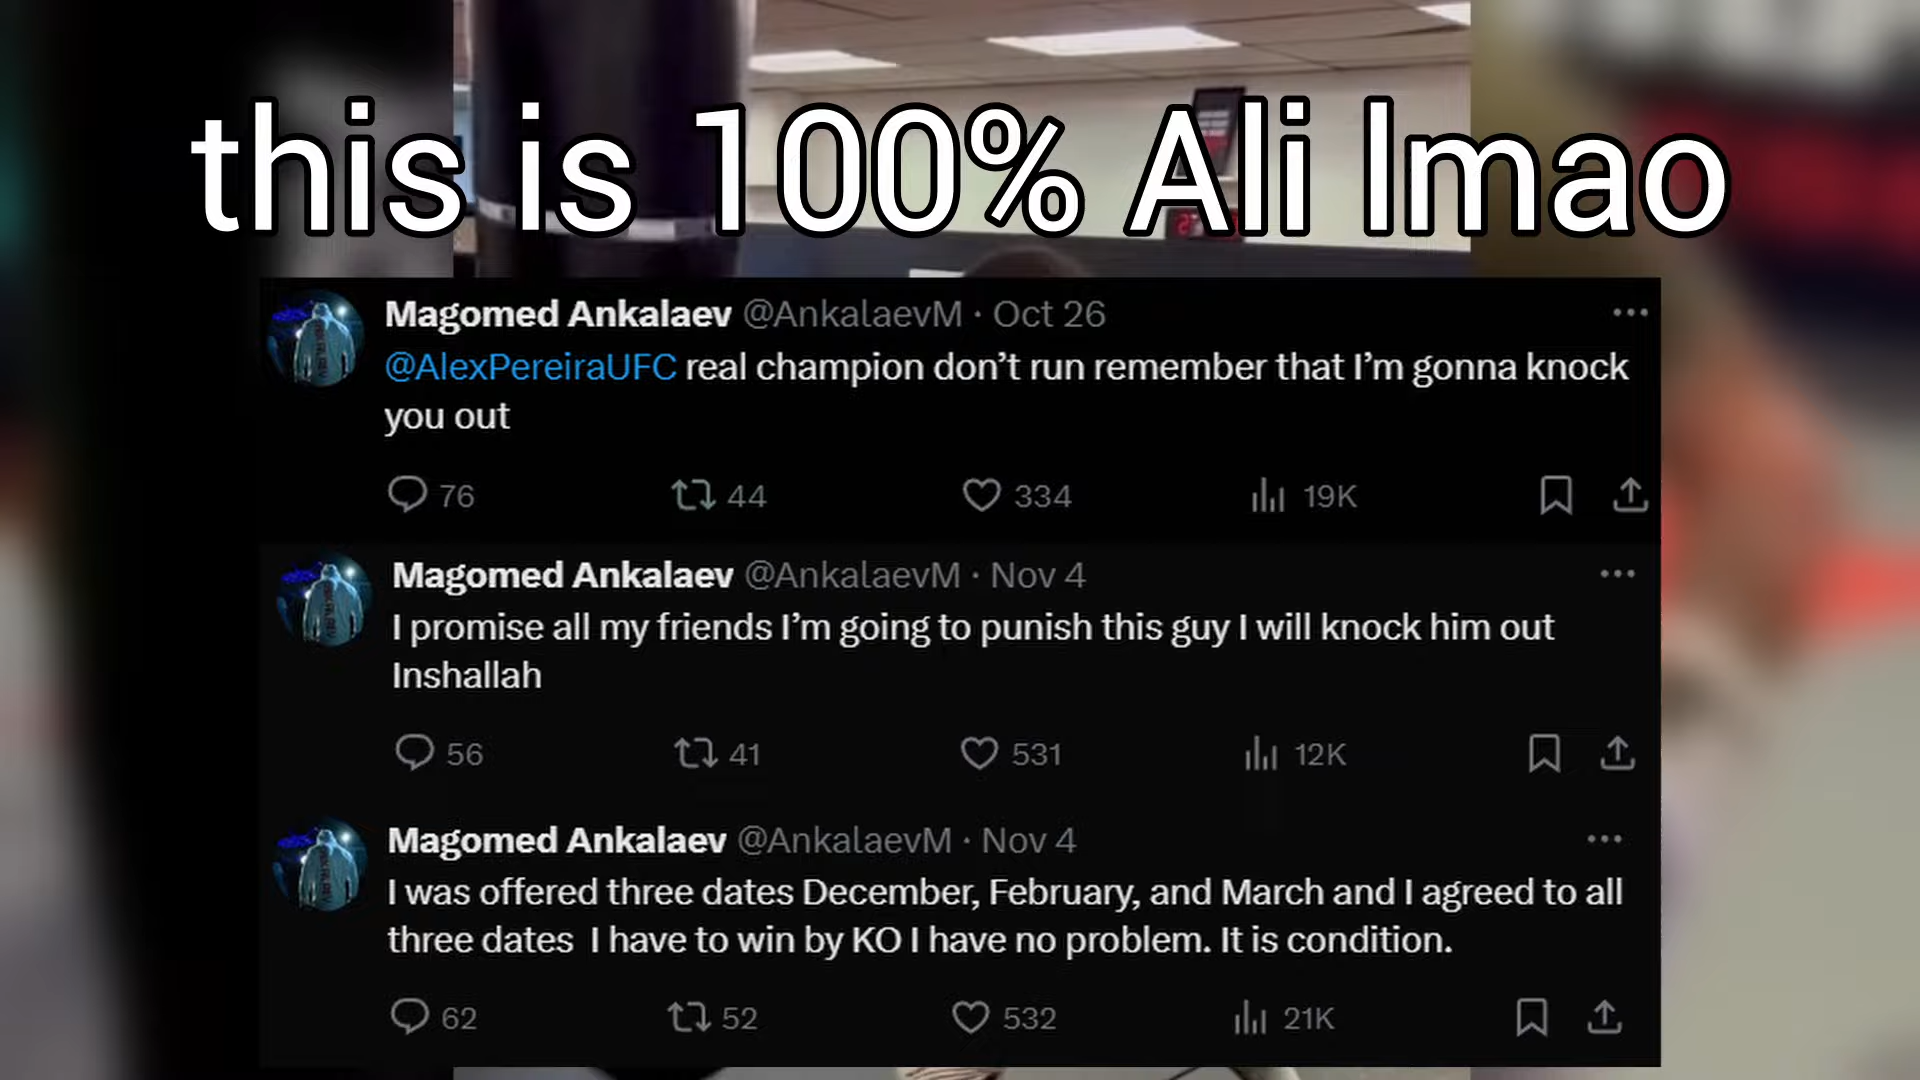 this is 100% Ali lmao
Magomed Ankalaev @AnkalaevM · Oct 26
@AlexPereiraUFC real champion don’t run remember that I’m gonna knock
you out
76 44 334 19K
Magomed Ankalaev @AnkalaevM · Nov 4
I promise all my friends I’m going to punish this guy I will knock him out
Inshallah
56 41 531 12K
Magomed Ankalaev @AnkalaevM · Nov 4
I was offered three dates December, February, and March and I agreed to all
three dates  I have to win by KO I have no problem. It is condition.
62 52 532 21K